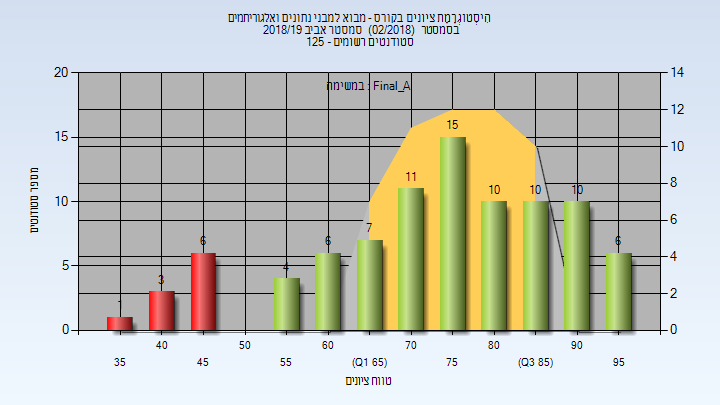 היסטוגרמת ציונים בקורס - מבוא למבני נתונים ואלגוריתמים
בסמסטר (02/2018) סמסטר אביב 2018/19
סטודנטים רשומים - 125
במשימה : Final_A
20 14
15 12
10 10
5 8
0 6
4
2
0
מספר סטודנטים
1 3 6 4 6 7 11 15 10 10 10 6
40 50 60 70 80 90
35 45 55 (Q1 65) 75 (Q3 85) 95
טווח ציונים